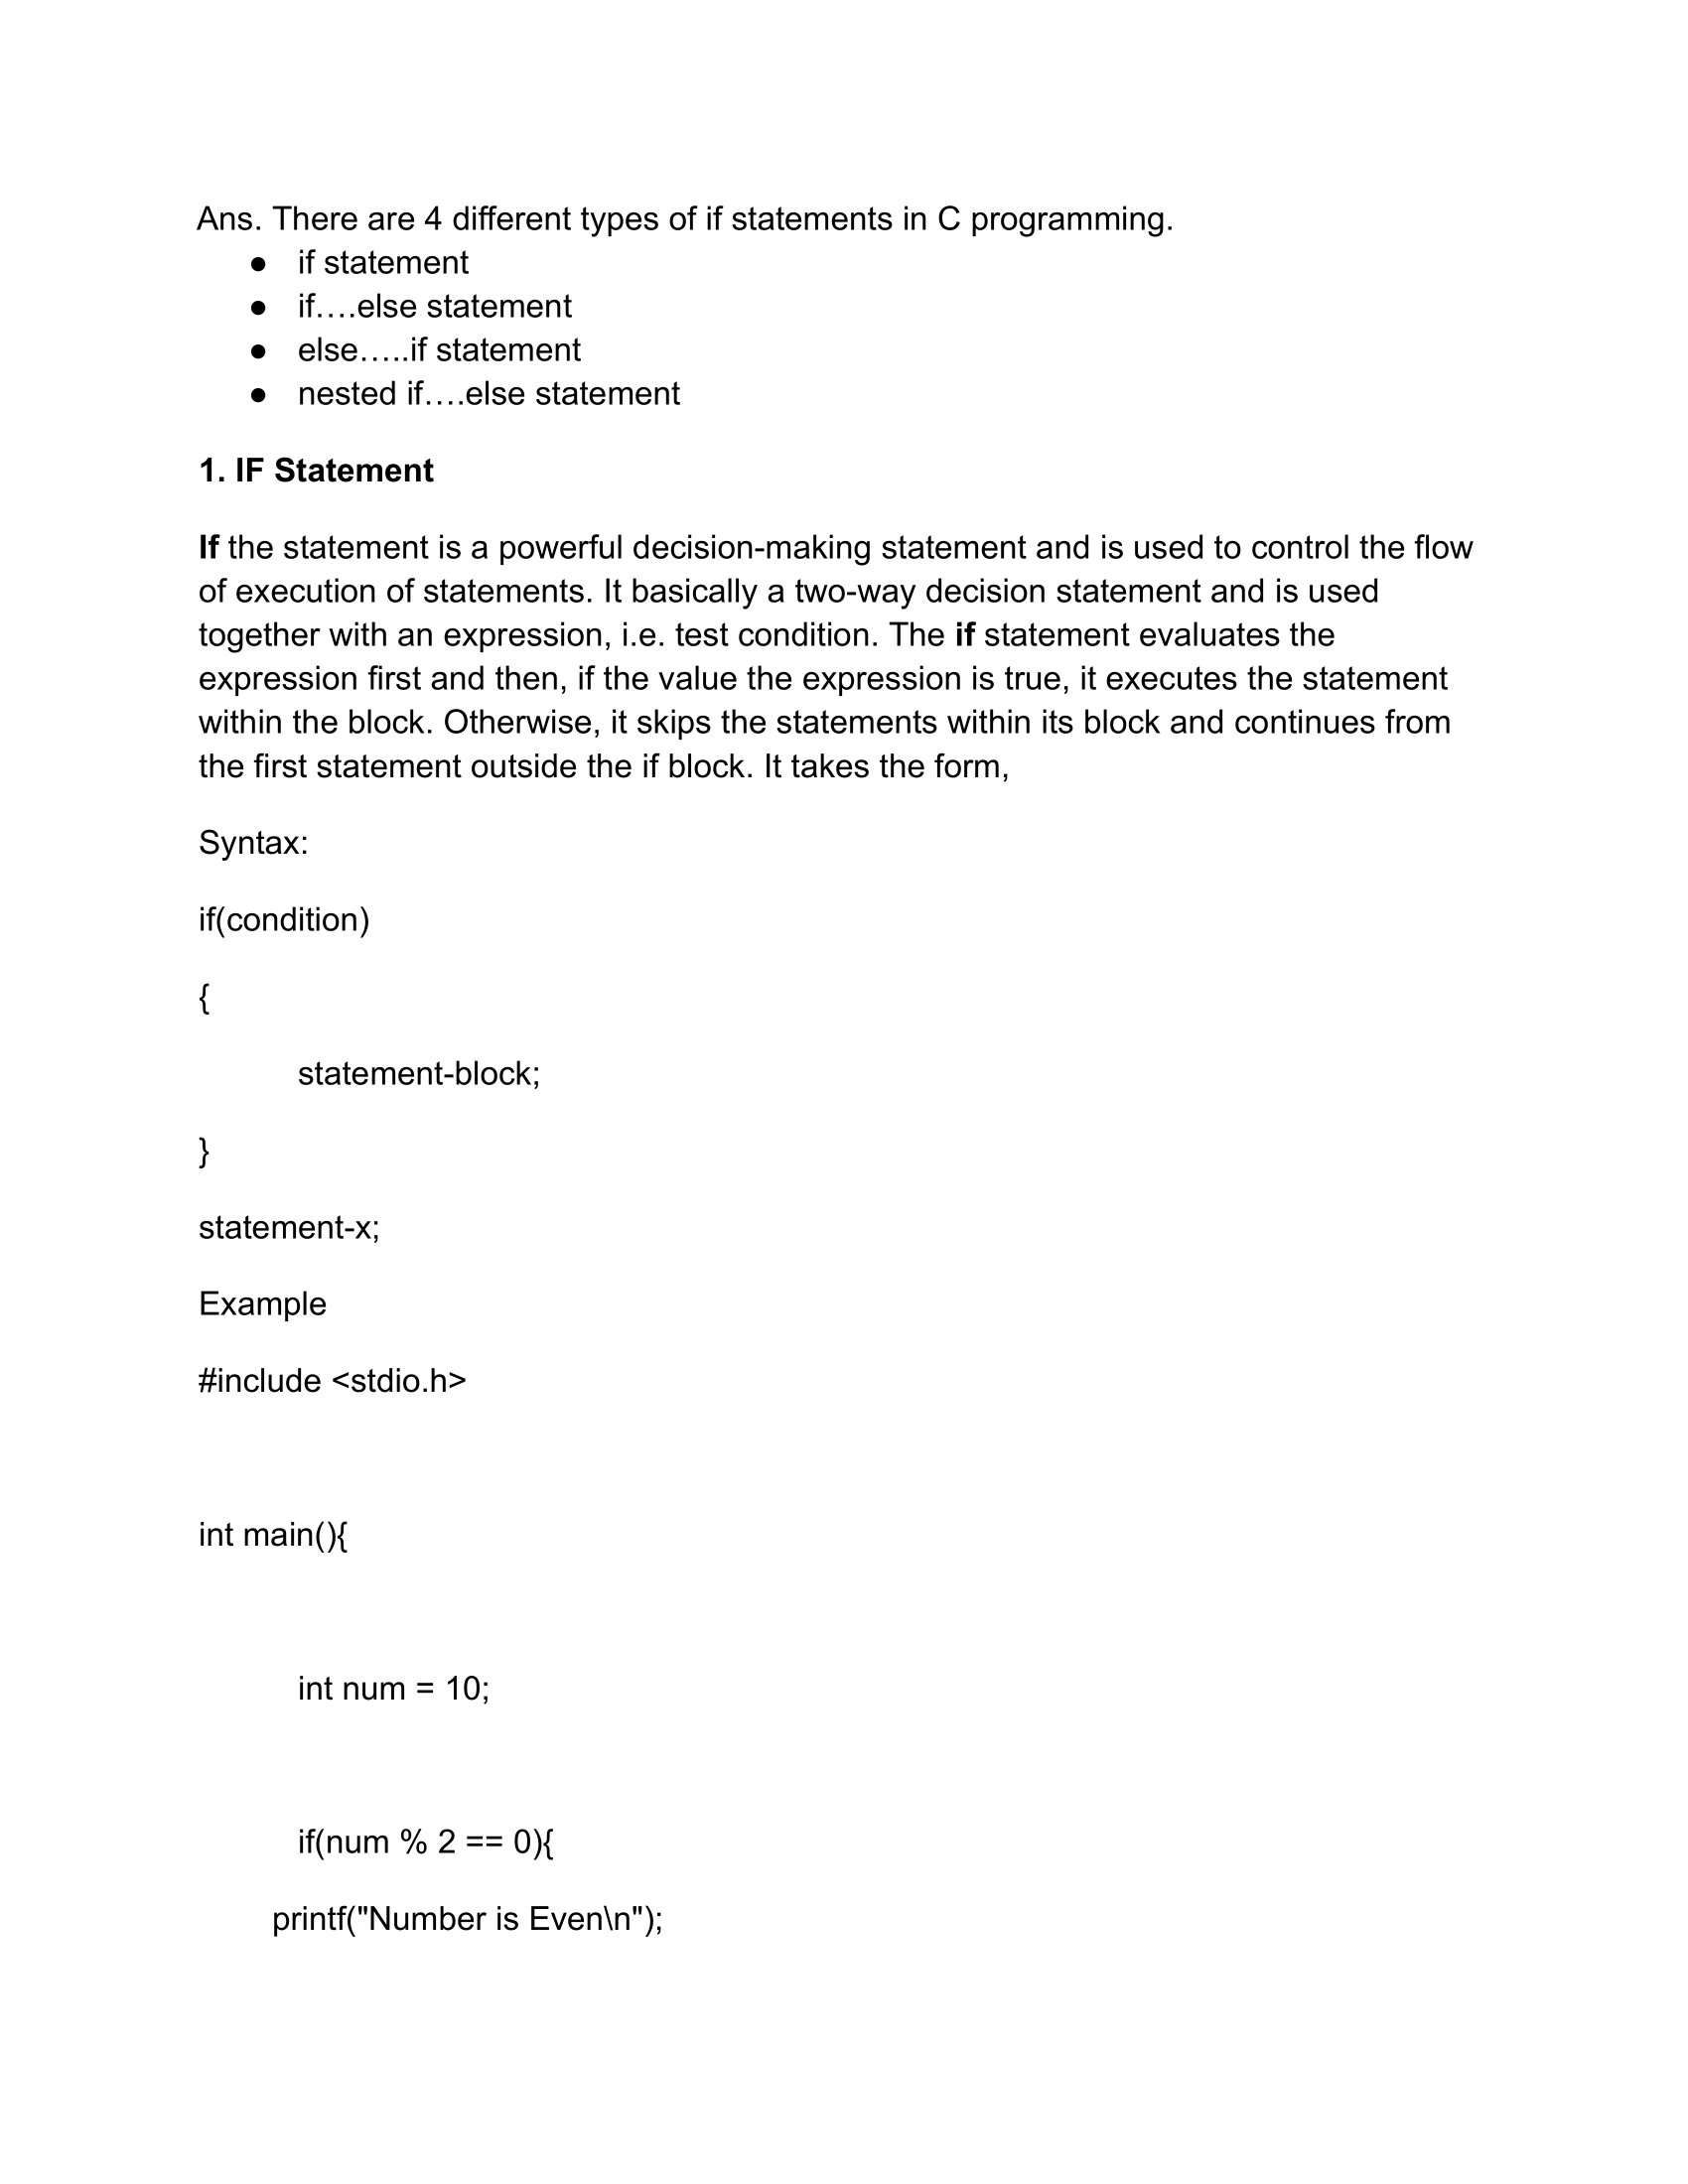 Ans. There are 4 different types of if statements in C programming.
● if statement
● if….else statement
● else…..if statement
● nested if….else statement
1. IF Statement
If the statement is a powerful decision-making statement and is used to control the flow
of execution of statements. It basically a two-way decision statement and is used
together with an expression, i.e. test condition. The if statement evaluates the
expression first and then, if the value the expression is true, it executes the statement
within the block. Otherwise, it skips the statements within its block and continues from
the first statement outside the if block. It takes the form,
Syntax:
if(condition)
{
statement-block;
}
statement-x;
Example
#include <stdio.h>
int main(){
int num = 10;
if(num % 2 == 0){
printf("Number is Even\n");